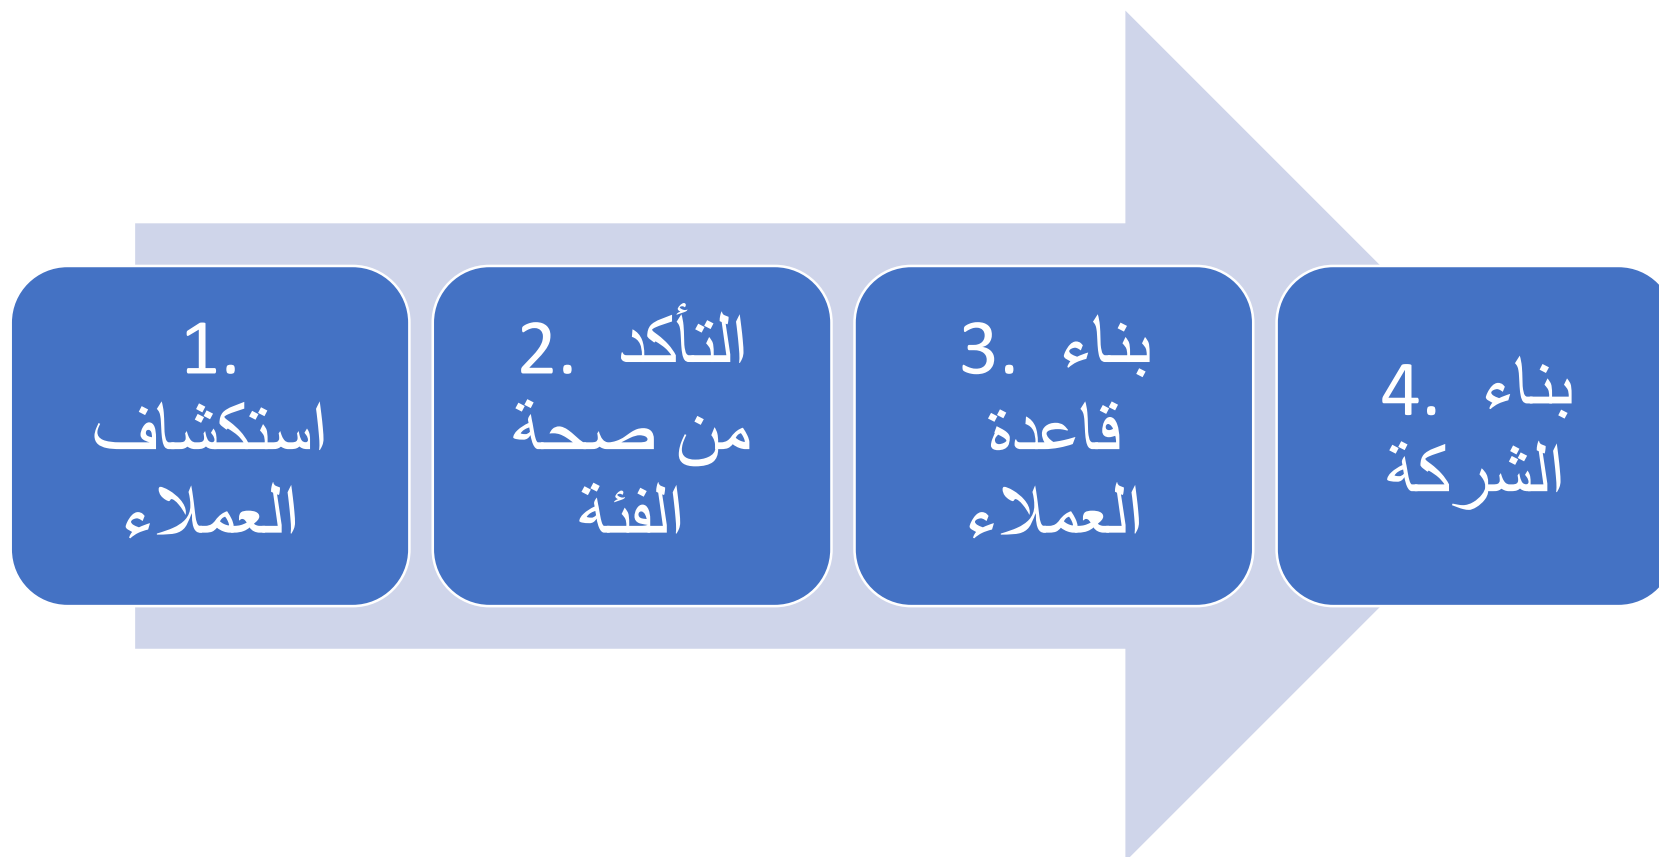 1.
استكشاف
العملاء
2. التأكد
من صحة
الفئة
3. بناء
قاعدة
العملاء
4. بناء
الشركة